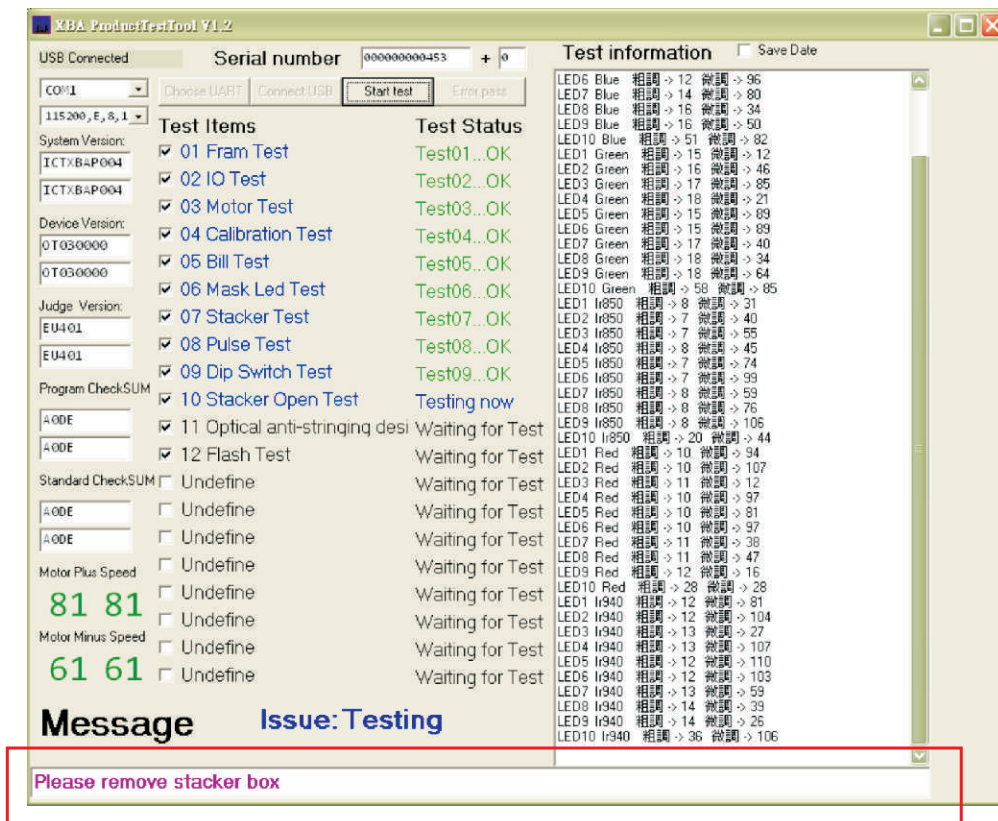 XBA ProductTestTool V1.2
USB Connected
Serial number 000000000453 + 0
COM1
Choose UART Connect USB Start test Error pass
115200,E,8,1
System Version:
ICTXBAP004
ICTXBAP004
Device Version:
0T030000
0T030000
Judge Version:
EU401
EU401
Program CheckSUM
A0DE
A0DE
Standard CheckSUM
A0DE
A0DE
Motor Plus Speed
81 81
Motor Minus Speed
61 61
Test Items Test Status
01 Fram Test Test01...OK
02 IO Test Test02...OK
03 Motor Test Test03...OK
04 Calibration Test Test04...OK
05 Bill Test Test05...OK
06 Mask Led Test Test06...OK
07 Stacker Test Test07...OK
08 Pulse Test Test08...OK
09 Dip Switch Test Test09...OK
10 Stacker Open Test Testing now
11 Optical anti-stringing desi Waiting for Test
12 Flash Test Waiting for Test
Undefine Waiting for Test
Undefine Waiting for Test
Undefine Waiting for Test
Undefine Waiting for Test
Undefine Waiting for Test
Undefine Waiting for Test
Undefine Waiting for Test
Undefine Waiting for Test
Test information Save Date
LED6 Blue 粗調 -> 12 微調 -> 96
LED7 Blue 粗調 -> 14 微調 -> 80
LED8 Blue 粗調 -> 16 微調 -> 34
LED9 Blue 粗調 -> 16 微調 -> 50
LED10 Blue 粗調 -> 51 微調 -> 82
LED1 Green 粗調 -> 15 微調 -> 12
LED2 Green 粗調 -> 16 微調 -> 46
LED3 Green 粗調 -> 17 微調 -> 85
LED4 Green 粗調 -> 18 微調 -> 21
LED5 Green 粗調 -> 15 微調 -> 89
LED6 Green 粗調 -> 15 微調 -> 89
LED7 Green 粗調 -> 17 微調 -> 40
LED8 Green 粗調 -> 18 微調 -> 34
LED9 Green 粗調 -> 18 微調 -> 64
LED10 Green 粗調 -> 58 微調 -> 85
LED1 Ir850 粗調 -> 8 微調 -> 31
LED2 Ir850 粗調 -> 7 微調 -> 40
LED3 Ir850 粗調 -> 7 微調 -> 55
LED4 Ir850 粗調 -> 8 微調 -> 45
LED5 Ir850 粗調 -> 7 微調 -> 74
LED6 Ir850 粗調 -> 7 微調 -> 99
LED7 Ir850 粗調 -> 8 微調 -> 59
LED8 Ir850 粗調 -> 8 微調 -> 76
LED9 Ir850 粗調 -> 8 微調 -> 106
LED10 Ir850 粗調 -> 20 微調 -> 44
LED1 Red 粗調 -> 10 微調 -> 94
LED2 Red 粗調 -> 10 微調 -> 107
LED3 Red 粗調 -> 11 微調 -> 12
LED4 Red 粗調 -> 10 微調 -> 97
LED5 Red 粗調 -> 10 微調 -> 81
LED6 Red 粗調 -> 10 微調 -> 97
LED7 Red 粗調 -> 11 微調 -> 38
LED8 Red 粗調 -> 11 微調 -> 47
LED9 Red 粗調 -> 12 微調 -> 16
LED10 Red 粗調 -> 28 微調 -> 28
LED1 Ir940 粗調 -> 12 微調 -> 81
LED2 Ir940 粗調 -> 12 微調 -> 104
LED3 Ir940 粗調 -> 13 微調 -> 27
LED4 Ir940 粗調 -> 13 微調 -> 107
LED5 Ir940 粗調 -> 12 微調 -> 110
LED6 Ir940 粗調 -> 12 微調 -> 103
LED7 Ir940 粗調 -> 13 微調 -> 59
LED8 Ir940 粗調 -> 14 微調 -> 39
LED9 Ir940 粗調 -> 14 微調 -> 26
LED10 Ir940 粗調 -> 36 微調 -> 106
Message Issue: Testing
Please remove stacker box